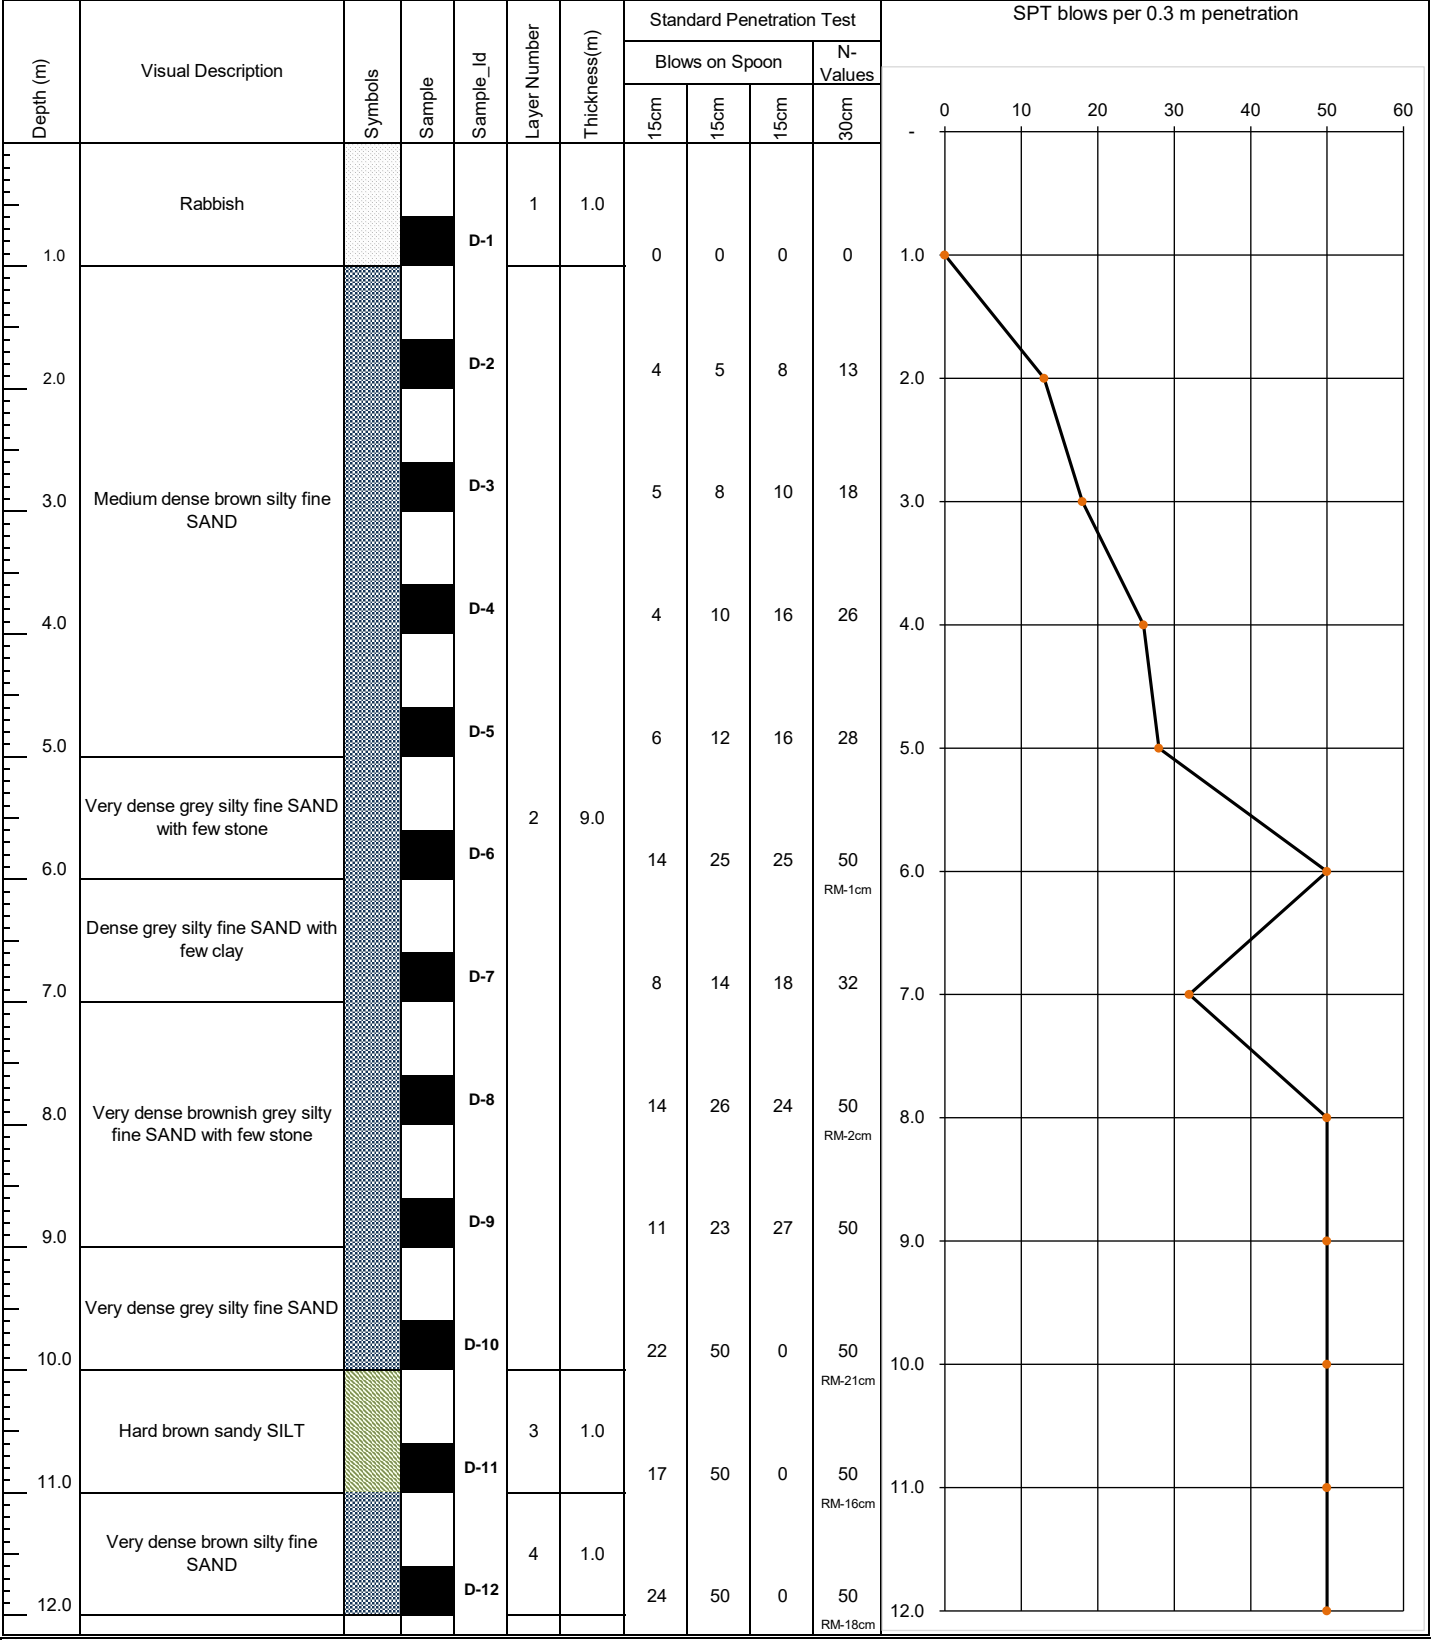 Depth (m)
Visual Description
Symbols
Sample
Sample_Id
Layer Number
Thickness(m)
Standard Penetration Test
Blows on Spoon
N-
Values
15cm
15cm
15cm
30cm
SPT blows per 0.3 m penetration
0 10 20 30 40 50 60
-
Rabbish
1 1.0
D-1
1.0
0 0 0 0
1.0
D-2
2.0
4 5 8 13
2.0
Medium dense brown silty fine
SAND
D-3
3.0
5 8 10 18
3.0
D-4
4.0
4 10 16 26
4.0
D-5
5.0
6 12 16 28
5.0
Very dense grey silty fine SAND
with few stone
2 9.0
D-6
6.0
14 25 25 50
RM-1cm
6.0
Dense grey silty fine SAND with
few clay
D-7
7.0
8 14 18 32
7.0
Very dense brownish grey silty
fine SAND with few stone
D-8
8.0
14 26 24 50
RM-2cm
8.0
D-9
9.0
11 23 27 50
9.0
Very dense grey silty fine SAND
D-10
10.0
22 50 0 50
RM-21cm
10.0
Hard brown sandy SILT
3 1.0
D-11
11.0
17 50 0 50
RM-16cm
11.0
Very dense brown silty fine
SAND
4 1.0
D-12
12.0
24 50 0 50
RM-18cm
12.0